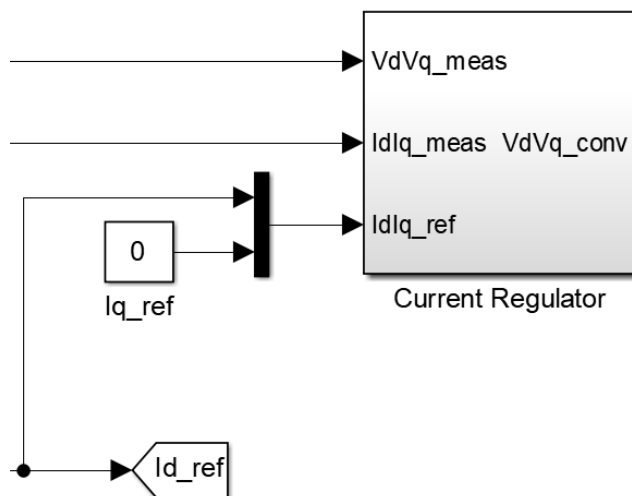 VdVq_meas
IdIq_meas VdVq_conv
IdIq_ref
0
Iq_ref
Current Regulator
Id_ref